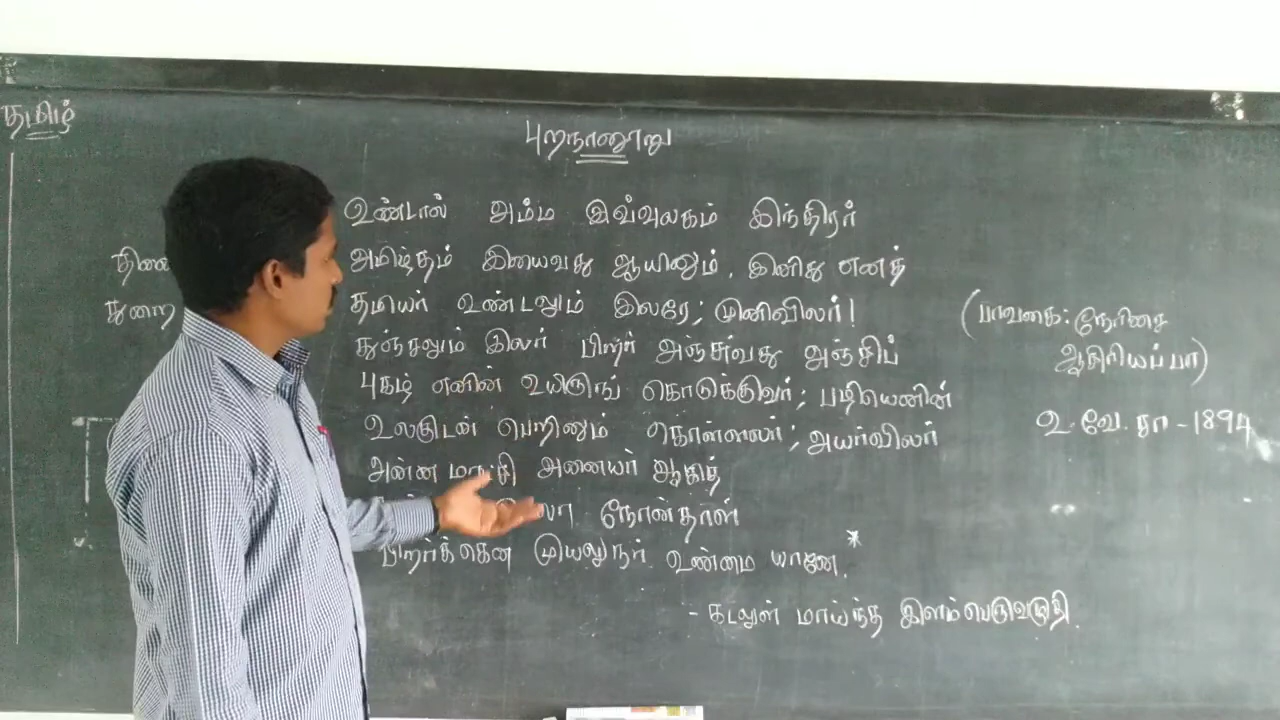 தமிழ்
புறநானூறு
உண்டால் அம்ம இவ்வுலகம் இந்திரர்
திணை அமிழ்தம் இயைவது ஆயினும், இனிது எனத்
துறை தமியர் உண்டலும் இலரே; முனிவிலர்!
துஞ்சலும் இலர் பிறர் அஞ்சுவது அஞ்சிப்
புகழ் எனின் உயிருங் கொடுக்குவர்; பழியெனின்
உலகுடன் பெறினும் கொள்ளலர்; அயர்விலர்
அன்ன மாட்சி அனையர் ஆகித்
நோன்தாள்
பிறர்க்கென முயலுநர் உண்மை யானே.*
- கடலுள் மாய்ந்த இளம்பெருவழுதி.
(பாவகை: நேரிசை
ஆசிரியப்பா)
உ.வே.சா - 1894